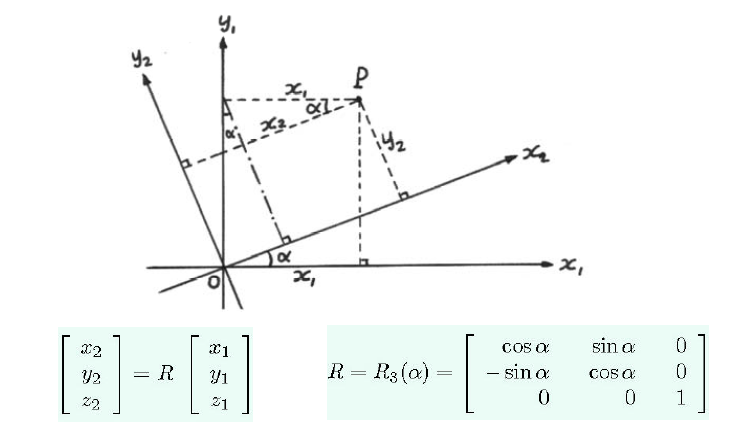 y₁
y₂
x₁
P
α
α
x₂
y₂
x₂
α
O
x₁
x₁
[ x₂ y₂ z₂ ] = R [ x₁ y₁ z₁ ]
R = R₃(α) = [ cos α sin α 0
− sin α cos α 0
0 0 1 ]